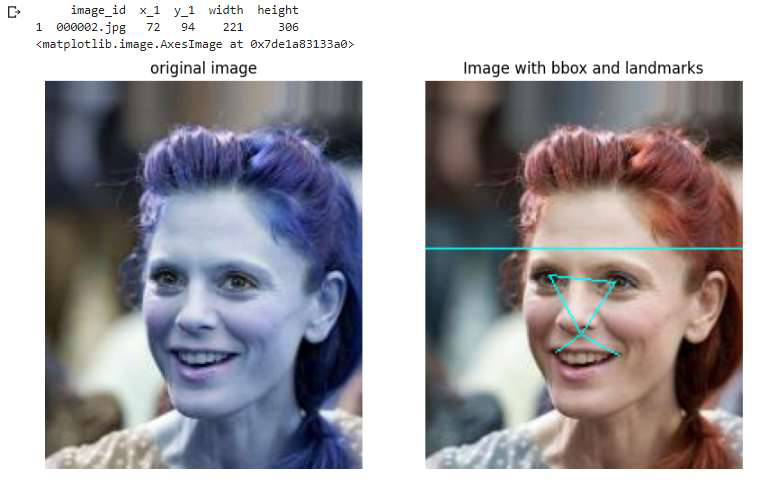 image_id x_1 y_1 width height
1 000002.jpg 72 94 221 306
<matplotlib.image.AxesImage at 0x7de1a83133a0>
original image
Image with bbox and landmarks